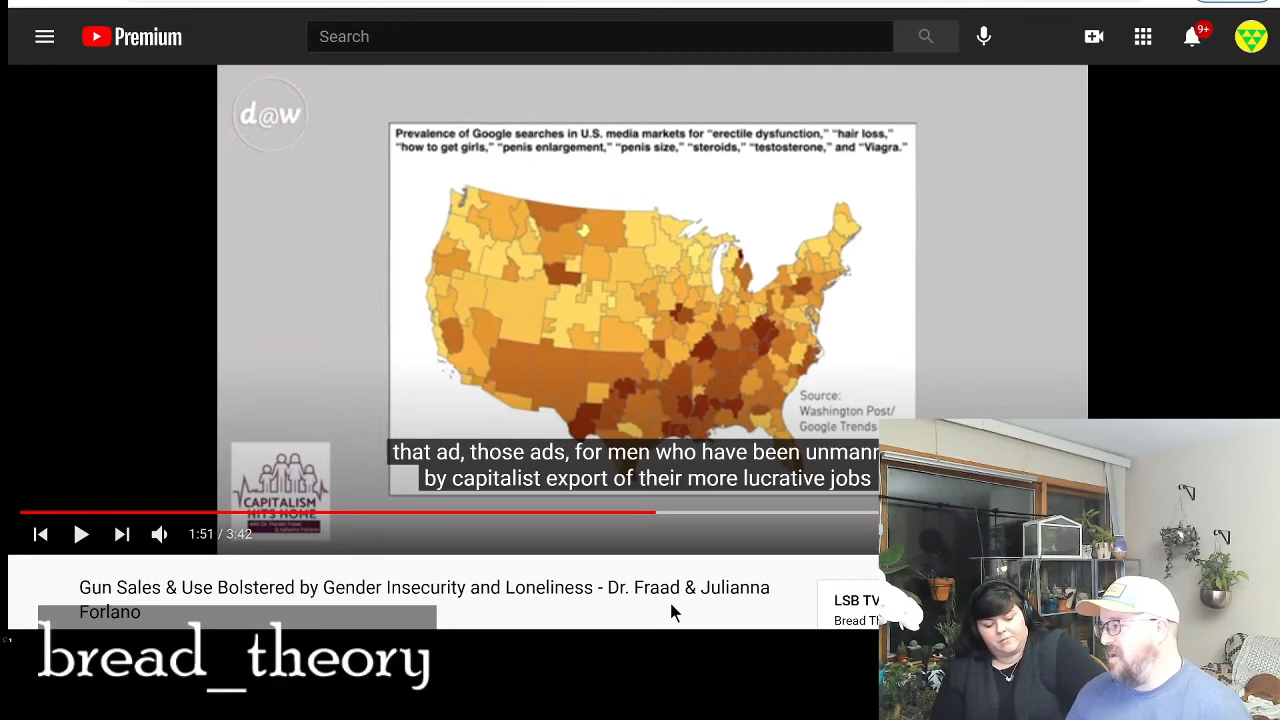 Premium
Search
9+
d@w
Prevalence of Google searches in U.S. media markets for "erectile dysfunction," "hair loss,"
"how to get girls," "penis enlargement," "penis size," "steroids," "testosterone," and "Viagra."
Source:
Washington Post/
Google Trends
that ad, those ads, for men who have been unmann
by capitalist export of their more lucrative jobs
CAPITALISM
HITS HOME
1:51 / 3:42
Gun Sales & Use Bolstered by Gender Insecurity and Loneliness - Dr. Fraad & Julianna
Forlano
LSB TV
Bread Th
bread_theory